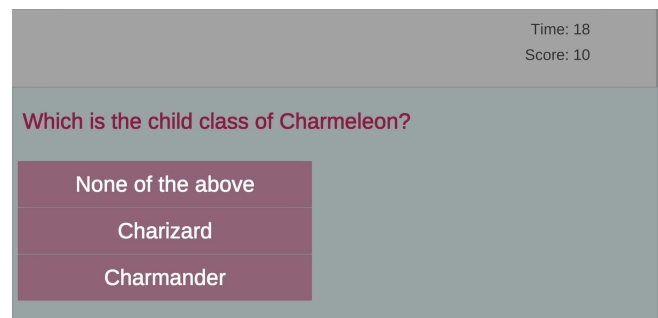 Time: 18
Score: 10
Which is the child class of Charmeleon?
None of the above
Charizard
Charmander